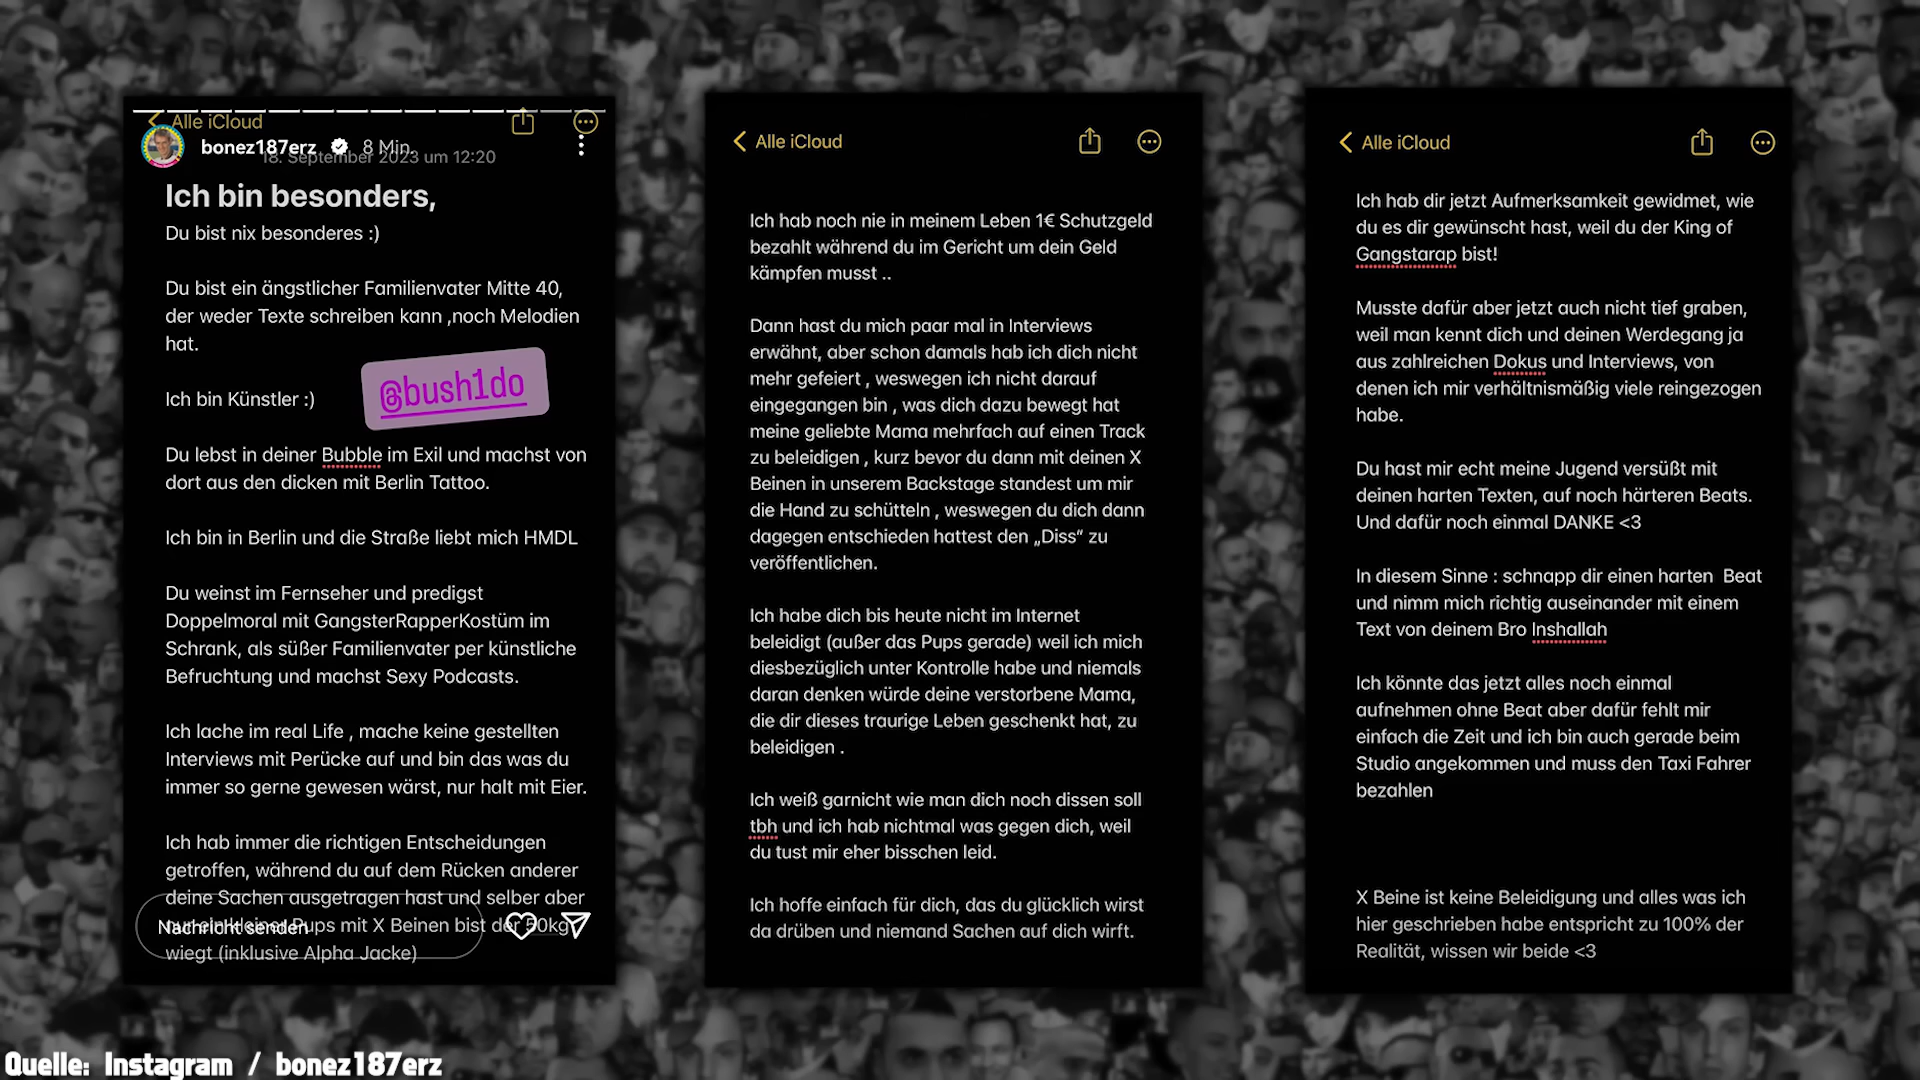 Alle iCloud
bonez187erz 8 Min.
18. September 2023 um 12:20
Ich bin besonders,
Du bist nix besonderes :)
Du bist ein ängstlicher Familienvater Mitte 40,
der weder Texte schreiben kann ,noch Melodien
hat.
@bush1do
Ich bin Künstler :)
Du lebst in deiner Bubble im Exil und machst von
dort aus den dicken mit Berlin Tattoo.
Ich bin in Berlin und die Straße liebt mich HMDL
Du weinst im Fernseher und predigst
Doppelmoral mit GangsterRapperKostüm im
Schrank, als süßer Familienvater per künstliche
Befruchtung und machst Sexy Podcasts.
Ich lache im real Life , mache keine gestellten
Interviews mit Perücke auf und bin das was du
immer so gerne gewesen wärst, nur halt mit Eier.
Ich hab immer die richtigen Entscheidungen
getroffen, während du auf dem Rücken anderer
deine Sachen ausgetragen hast und selber aber
nur ein kleiner Pups mit X Beinen bist der 50kg
Nachricht senden
wiegt (inklusive Alpha Jacke)
Alle iCloud
Ich hab noch nie in meinem Leben 1€ Schutzgeld
bezahlt während du im Gericht um dein Geld
kämpfen musst ..
Dann hast du mich paar mal in Interviews
erwähnt, aber schon damals hab ich dich nicht
mehr gefeiert , weswegen ich nicht darauf
eingegangen bin , was dich dazu bewegt hat
meine geliebte Mama mehrfach auf einen Track
zu beleidigen , kurz bevor du dann mit deinen X
Beinen in unserem Backstage standest um mir
die Hand zu schütteln , weswegen du dich dann
dagegen entschieden hattest den „Diss“ zu
veröffentlichen.
Ich habe dich bis heute nicht im Internet
beleidigt (außer das Pups gerade) weil ich mich
diesbezüglich unter Kontrolle habe und niemals
daran denken würde deine verstorbene Mama,
die dir dieses traurige Leben geschenkt hat, zu
beleidigen .
Ich weiß garnicht wie man dich noch dissen soll
tbh und ich hab nichtmal was gegen dich, weil
du tust mir eher bisschen leid.
Ich hoffe einfach für dich, das du glücklich wirst
da drüben und niemand Sachen auf dich wirft.
Alle iCloud
Ich hab dir jetzt Aufmerksamkeit gewidmet, wie
du es dir gewünscht hast, weil du der King of
Gangstarap bist!
Musste dafür aber jetzt auch nicht tief graben,
weil man kennt dich und deinen Werdegang ja
aus zahlreichen Dokus und Interviews, von
denen ich mir verhältnismäßig viele reingezogen
habe.
Du hast mir echt meine Jugend versüßt mit
deinen harten Texten, auf noch härteren Beats.
Und dafür noch einmal DANKE <3
In diesem Sinne : schnapp dir einen harten  Beat
und nimm mich richtig auseinander mit einem
Text von deinem Bro Inshallah
Ich könnte das jetzt alles noch einmal
aufnehmen ohne Beat aber dafür fehlt mir
einfach die Zeit und ich bin auch gerade beim
Studio angekommen und muss den Taxi Fahrer
bezahlen
X Beine ist keine Beleidigung und alles was ich
hier geschrieben habe entspricht zu 100% der
Realität, wissen wir beide <3
Quelle: Instagram / bonez187erz